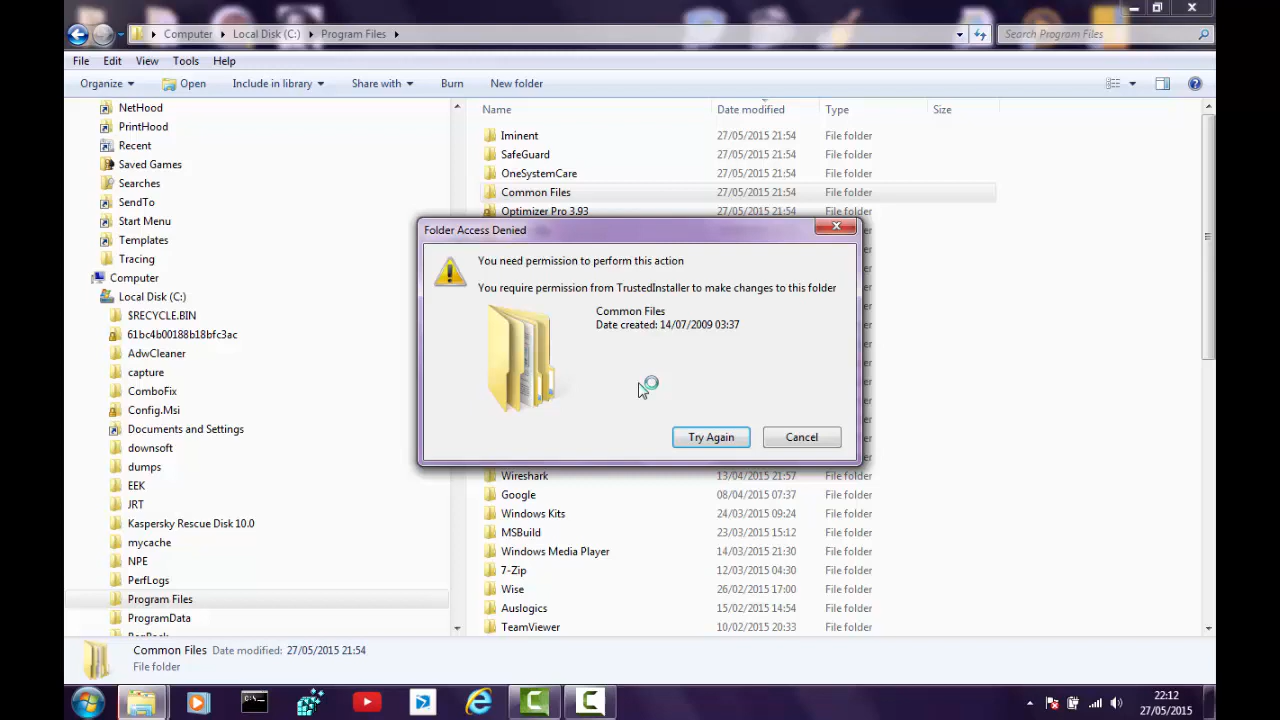 Computer Local Disk (C:) Program Files Search Program Files
File Edit View Tools Help
Organize Open Include in library Share with Burn New folder
NetHood
PrintHood
Recent
Saved Games
Searches
SendTo
Start Menu
Templates
Tracing
Computer
Local Disk (C:)
$RECYCLE.BIN
61bc4b00188b18bfc3ac
AdwCleaner
capture
ComboFix
Config.Msi
Documents and Settings
downsoft
dumps
EEK
JRT
Kaspersky Rescue Disk 10.0
mycache
NPE
PerfLogs
Program Files
ProgramData
Name Date modified Type Size
Iminent 27/05/2015 21:54 File folder
SafeGuard 27/05/2015 21:54 File folder
OneSystemCare 27/05/2015 21:54 File folder
Common Files 27/05/2015 21:54 File folder
Optimizer Pro 3.93 27/05/2015 21:54 File folder
Folder Access Denied
You need permission to perform this action
You require permission from TrustedInstaller to make changes to this folder
Common Files
Date created: 14/07/2009 03:37
Try Again Cancel
Wireshark 13/04/2015 21:57 File folder
Google 08/04/2015 07:37 File folder
Windows Kits 24/03/2015 09:24 File folder
MSBuild 23/03/2015 15:12 File folder
Windows Media Player 14/03/2015 21:30 File folder
7-Zip 12/03/2015 04:30 File folder
Wise 26/02/2015 17:00 File folder
Auslogics 15/02/2015 14:54 File folder
TeamViewer 10/02/2015 20:33 File folder
Common Files Date modified: 27/05/2015 21:54
File folder
22:12
27/05/2015